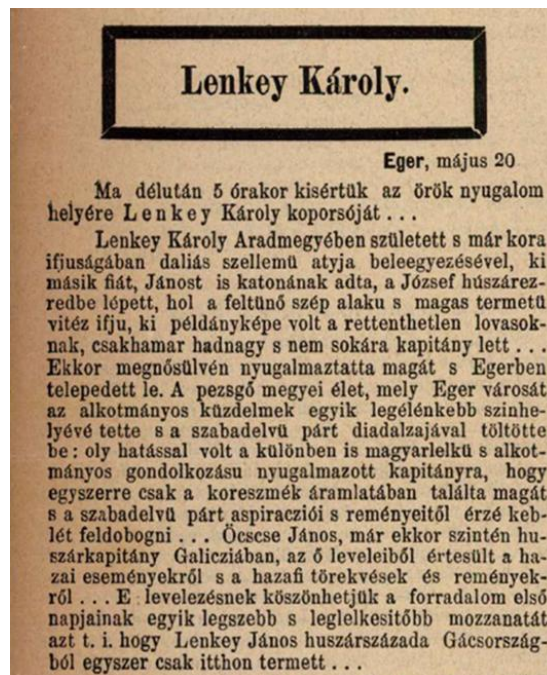 Lenkey Károly.
Eger, május 20
Ma délután 5 órakor kisértük az örök nyugalom
helyére Lenkey Károly koporsóját . . .
Lenkey Károly Aradmegyében született s már kora
ifjuságában daliás szellemü atyja beleegyezésével, ki
másik fiát, Jánost is katonának adta, a József húszárez-
redbe lépett, hol a feltünő szép alaku s magas termetü
vitéz ifju, ki példányképe volt a rettenthetlen lovasok-
nak, csakhamar hadnagy s nem sokára kapitány lett . . .
Ekkor megnősülvén nyugalmaztatta magát s Egerben
telepedett le. A pezsgő megyei élet, mely Eger városát
az alkotmányos küzdelmek egyik legélénkebb szinhe-
lyévé tette s a szabadelvü párt diadalzajával töltötte
be : oly hatással volt a különben is magyarlelkü s alkot-
mányos gondolkozásu nyugalmazott kapitányra, hogy
egyszerre csak a koreszmék áramlatában találta magát
s a szabadelvü párt aspiracziói s reményeitől érzé keb-
lét feldobogni . . . Öcscse János, már ekkor szintén hu-
szárkapitány Galicziában, az ő leveleiből értesült a ha-
zai eseményekről s a hazafi törekvések és remények-
ről . . . E levelezésnek köszönhetjük a forradalom első
napjainak egyik legszebb s leglelkesitőbb mozzanatát
azt t. i. hogy Lenkey János huszárszázada Gácsország-
ból egyszer csak itthon termett . . .